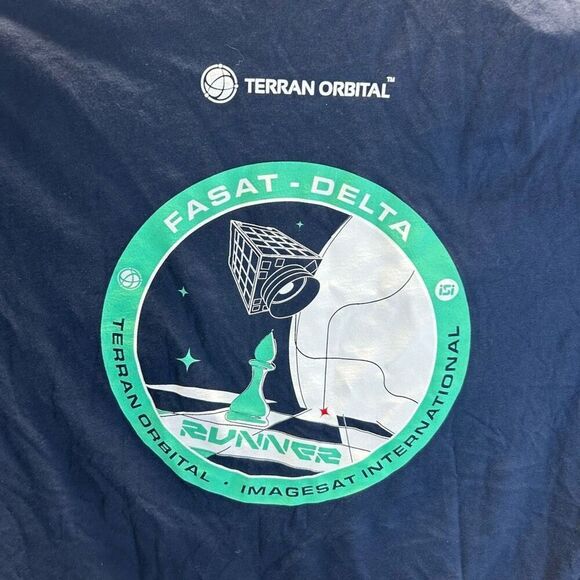 TERRAN ORBITAL™
FASAT - DELTA
iSi
RUNNER
TERRAN ORBITAL · IMAGESAT INTERNATIONAL